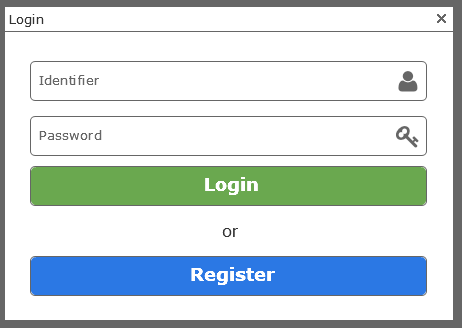 Login
Identifier
Password
Login
or
Register